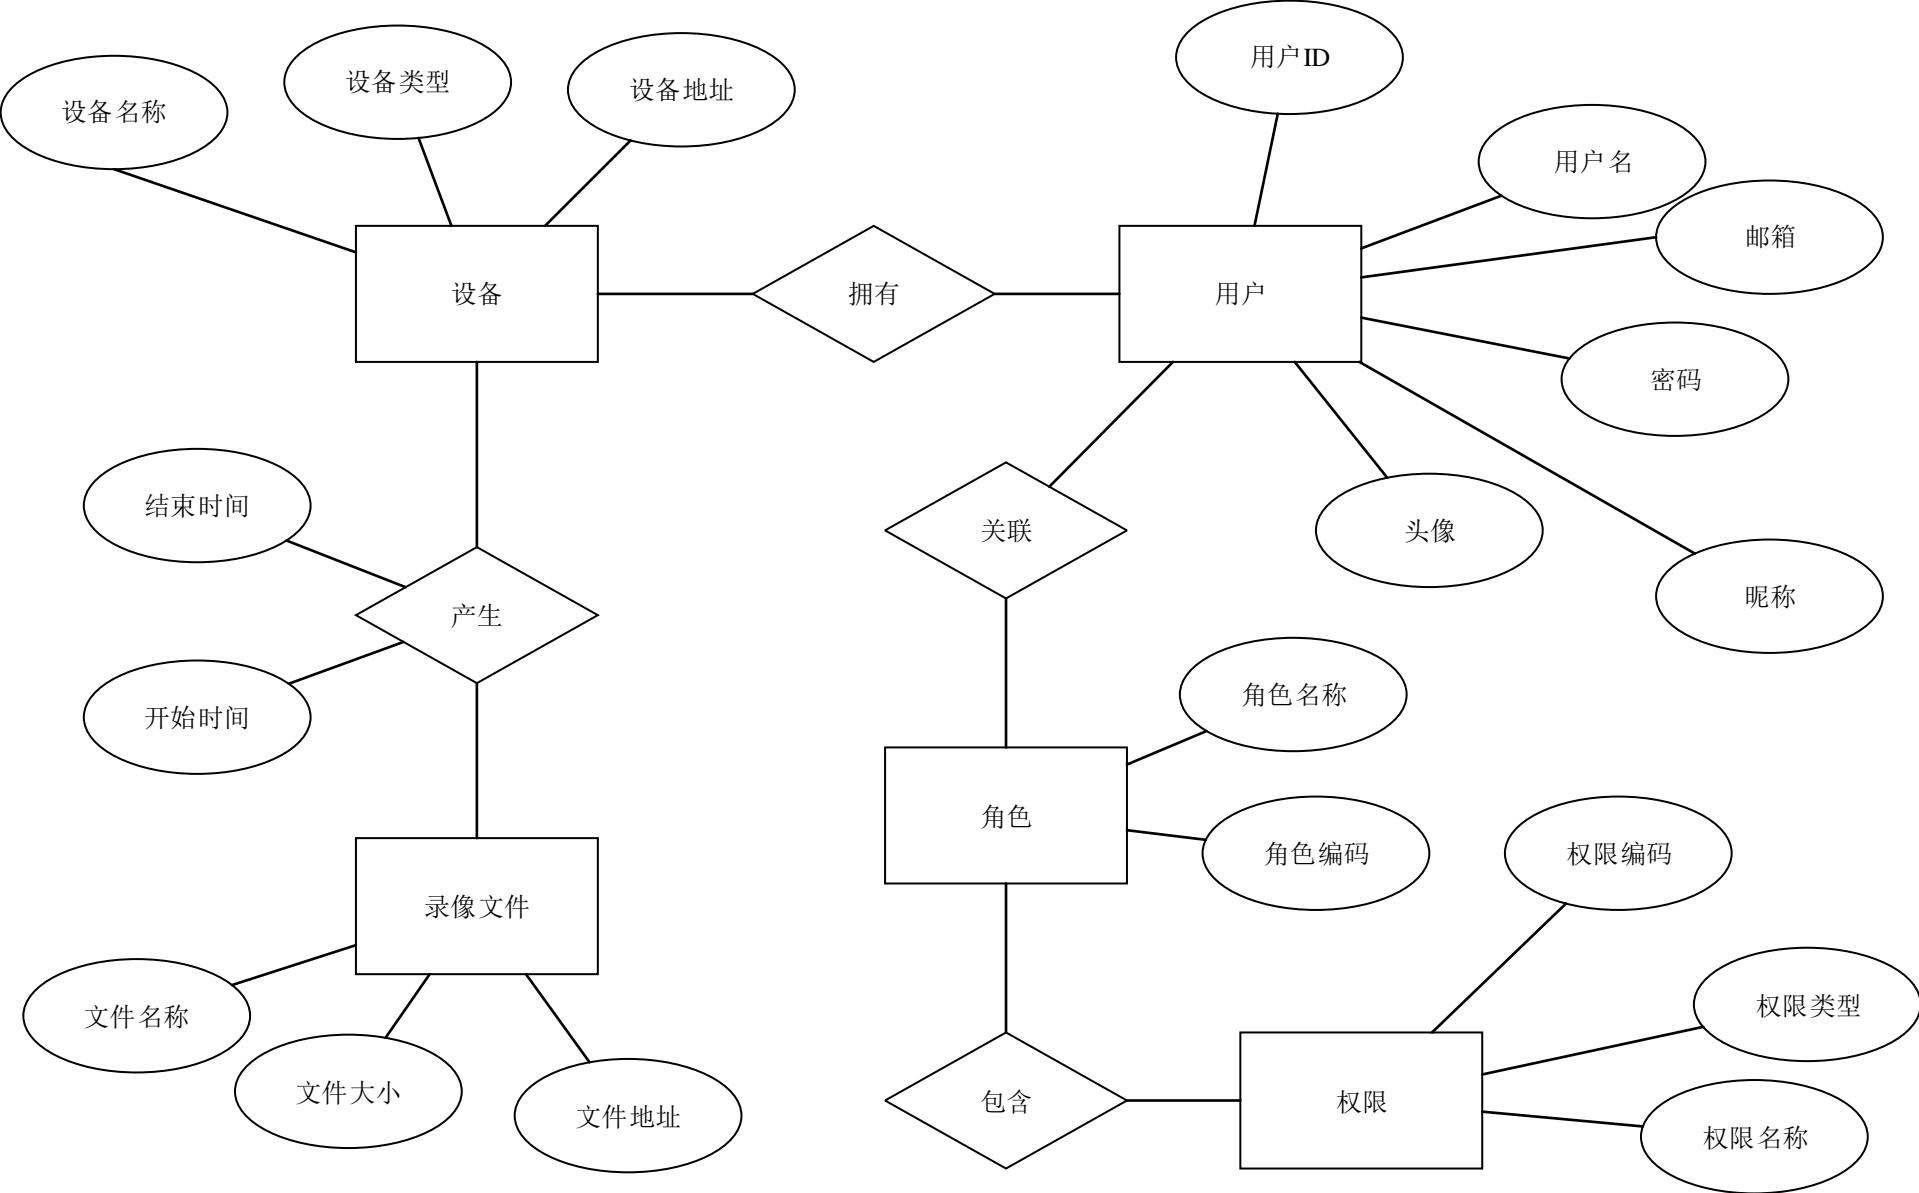 用户ID
设备类型
设备地址
设备名称
用户名
邮箱
设备
拥有
用户
密码
结束时间
关联
头像
昵称
产生
角色名称
开始时间
角色
角色编码
权限编码
录像文件
权限类型
文件名称
文件大小
包含
权限
文件地址
权限名称